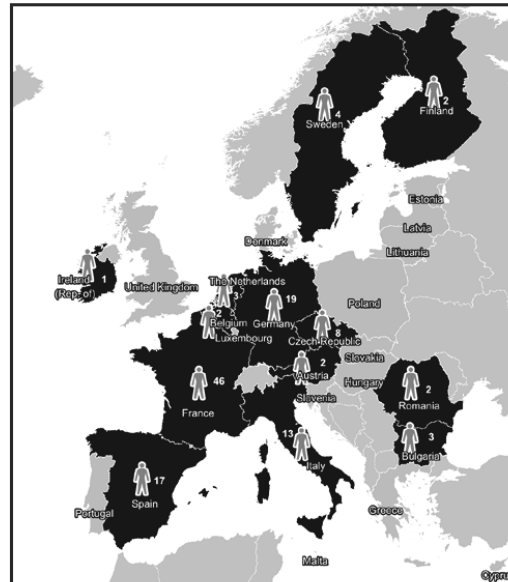 4
Sweden
2
Finland
Estonia
Latvia
Denmark
Lithuania
Ireland
(Rep. of)
1
United Kingdom
The Netherlands
3
2
Belgium
Luxembourg
19
Germany
Poland
8
Czech Republic
Slovakia
2
Austria
Hungary
Slovenia
46
France
2
Romania
13
Italy
3
Bulgaria
17
Spain
Portugal
Greece
Malta
Cyprus